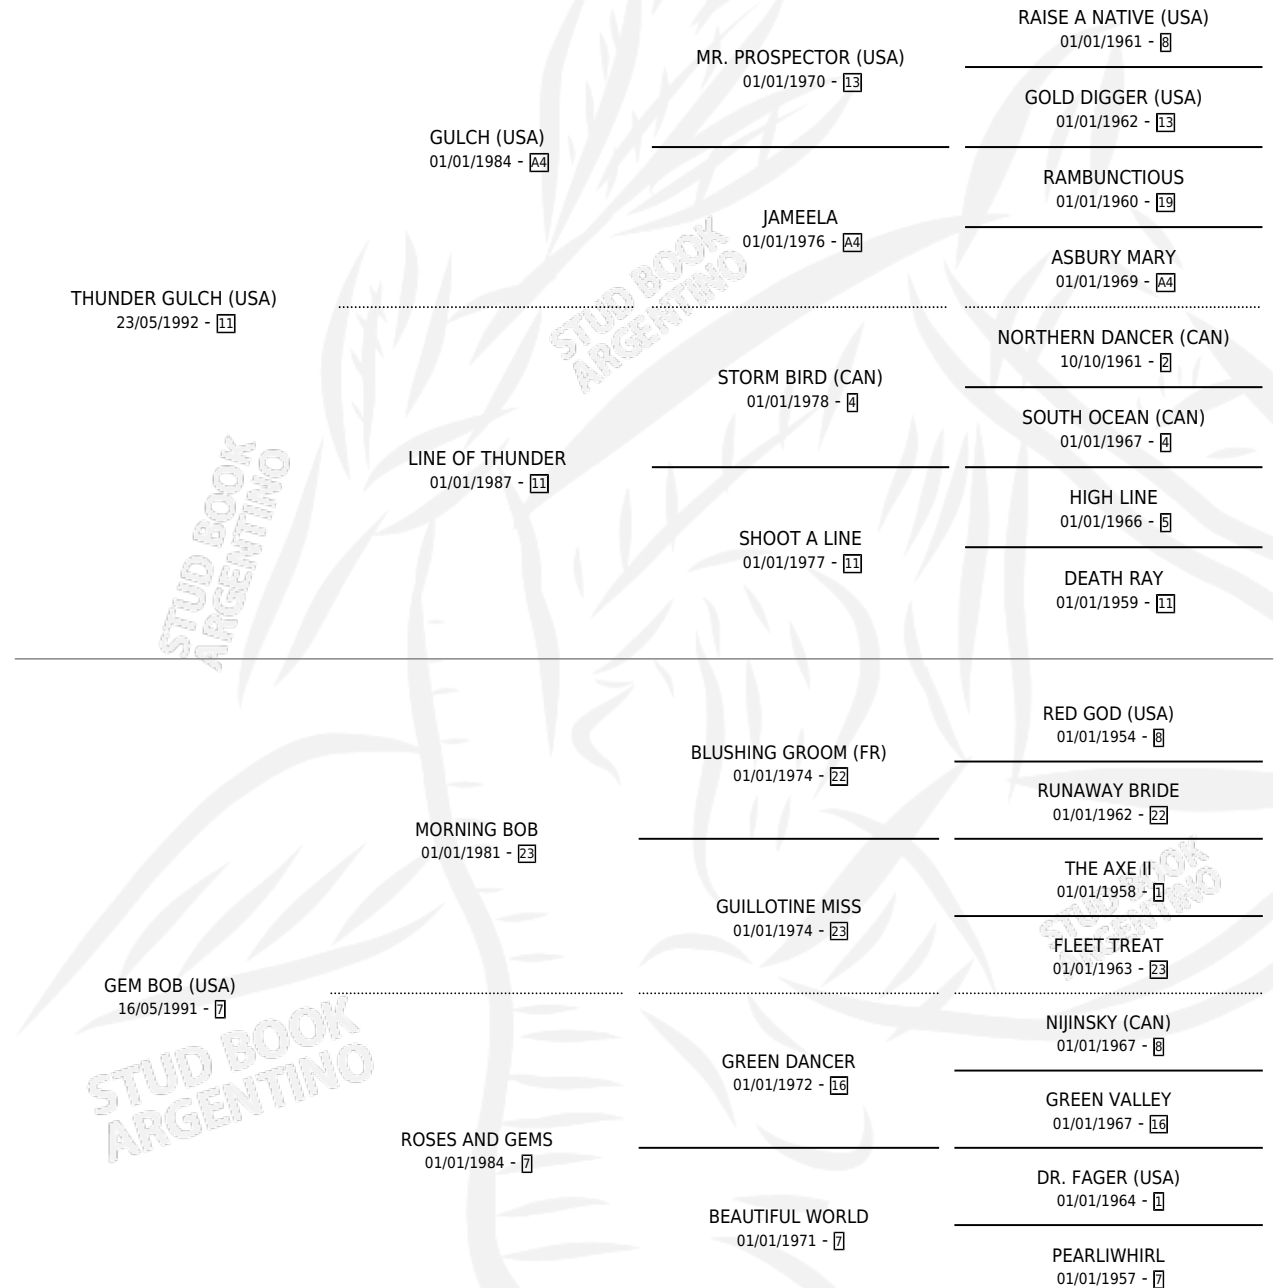 RAISE A NATIVE (USA)
01/01/1961 - 8
MR. PROSPECTOR (USA)
01/01/1970 - 13
GOLD DIGGER (USA)
01/01/1962 - 13
GULCH (USA)
01/01/1984 - A4
RAMBUNCTIOUS
01/01/1960 - 19
JAMEELA
01/01/1976 - A4
ASBURY MARY
01/01/1969 - A4
THUNDER GULCH (USA)
23/05/1992 - 11
NORTHERN DANCER (CAN)
10/10/1961 - 2
STORM BIRD (CAN)
01/01/1978 - 4
SOUTH OCEAN (CAN)
01/01/1967 - 4
LINE OF THUNDER
01/01/1987 - 11
HIGH LINE
01/01/1966 - 5
SHOOT A LINE
01/01/1977 - 11
DEATH RAY
01/01/1959 - 11
RED GOD (USA)
01/01/1954 - 8
BLUSHING GROOM (FR)
01/01/1974 - 22
RUNAWAY BRIDE
01/01/1962 - 22
MORNING BOB
01/01/1981 - 23
THE AXE II
01/01/1958 - 1
GUILLOTINE MISS
01/01/1974 - 23
FLEET TREAT
01/01/1963 - 23
GEM BOB (USA)
16/05/1991 - 7
NIJINSKY (CAN)
01/01/1967 - 8
GREEN DANCER
01/01/1972 - 16
GREEN VALLEY
01/01/1967 - 16
ROSES AND GEMS
01/01/1984 - 7
DR. FAGER (USA)
01/01/1964 - 1
BEAUTIFUL WORLD
01/01/1971 - 7
PEARLIWHIRL
01/01/1957 - 7
STUD BOOK
ARGENTINO
STUD BOOK
ARGENTINO
STUD BOOK
ARGENTINO
STUD BOOK
ARGENTINO